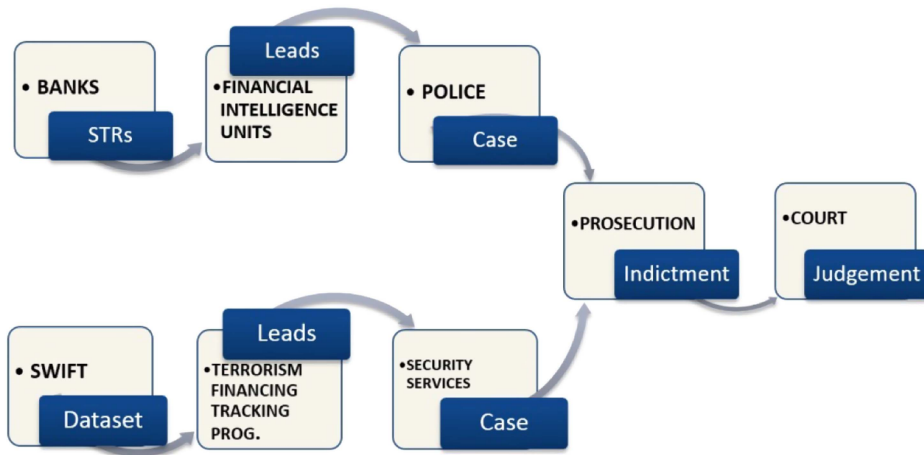 • BANKS
STRs
Leads
•FINANCIAL
INTELLIGENCE
UNITS
• POLICE
Case
•PROSECUTION
Indictment
•COURT
Judgement
• SWIFT
Dataset
Leads
•TERRORISM
FINANCING
TRACKING
PROG.
•SECURITY
SERVICES
Case